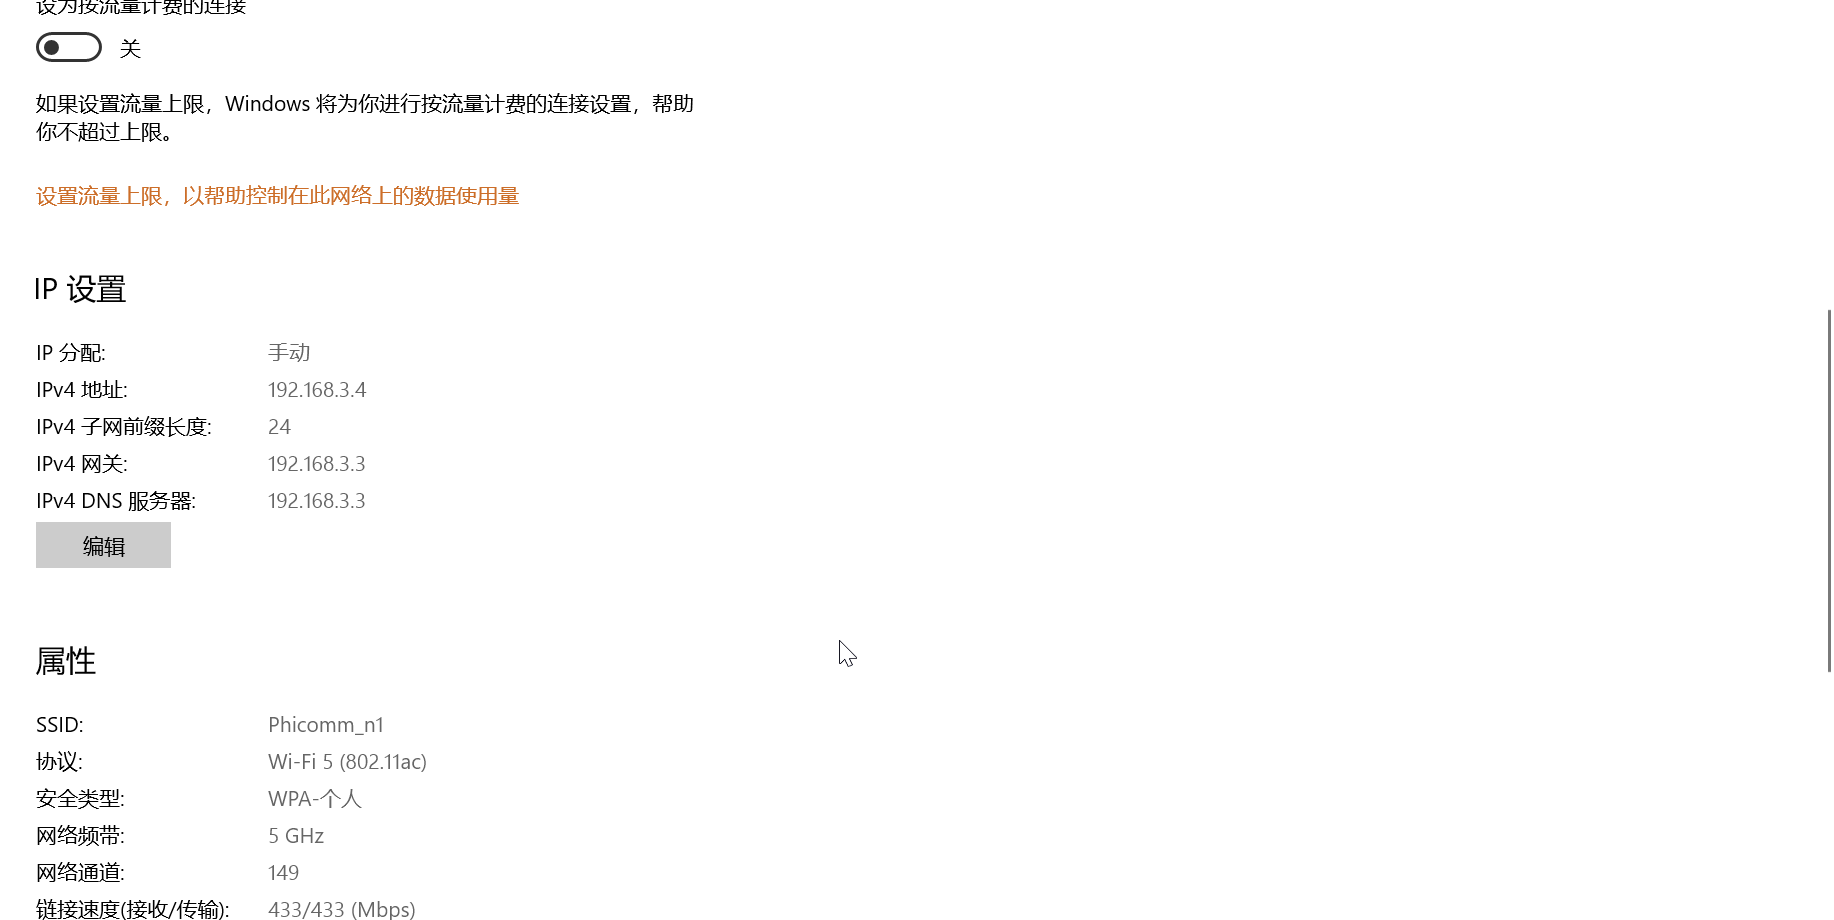 设为按流量计费的连接
关
如果设置流量上限，Windows 将为你进行按流量计费的连接设置，帮助
你不超过上限。
设置流量上限，以帮助控制在此网络上的数据使用量
IP 设置
IP 分配: 手动
IPv4 地址: 192.168.3.4
IPv4 子网前缀长度: 24
IPv4 网关: 192.168.3.3
IPv4 DNS 服务器: 192.168.3.3
编辑
属性
SSID: Phicomm_n1
协议: Wi-Fi 5 (802.11ac)
安全类型: WPA-个人
网络频带: 5 GHz
网络通道: 149
链接速度(接收/传输): 433/433 (Mbps)